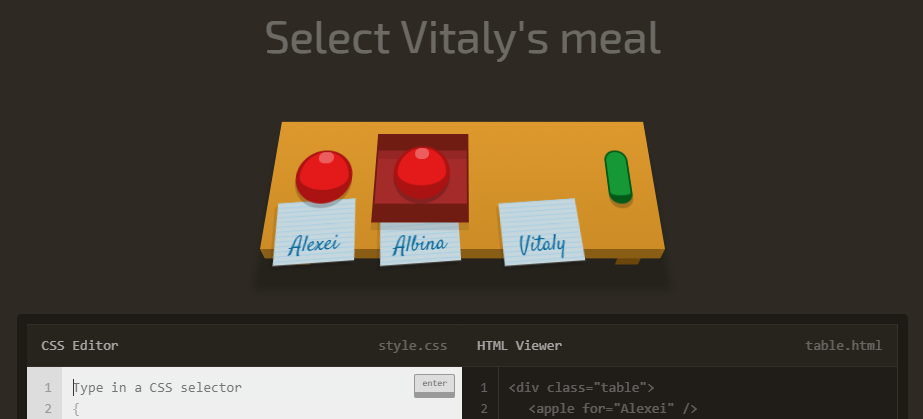 Select Vitaly's meal
Alexei
Albina
Vitaly
CSS Editor
style.css
HTML Viewer
table.html
1 Type in a CSS selector
enter
2 {
1 <div class="table">
2 <apple for="Alexei" />